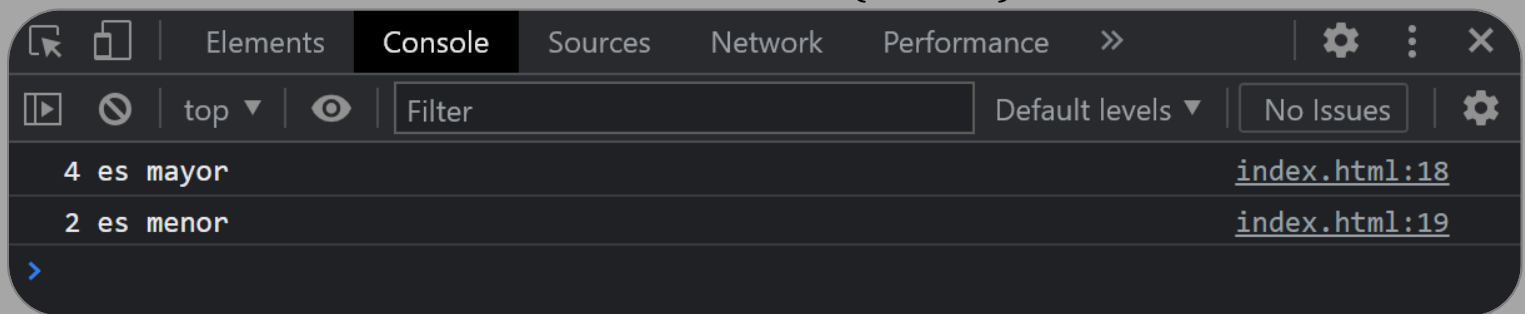 Elements Console Sources Network Performance »
top ▼ Filter Default levels ▼ No Issues
4 es mayor index.html:18
2 es menor index.html:19
>